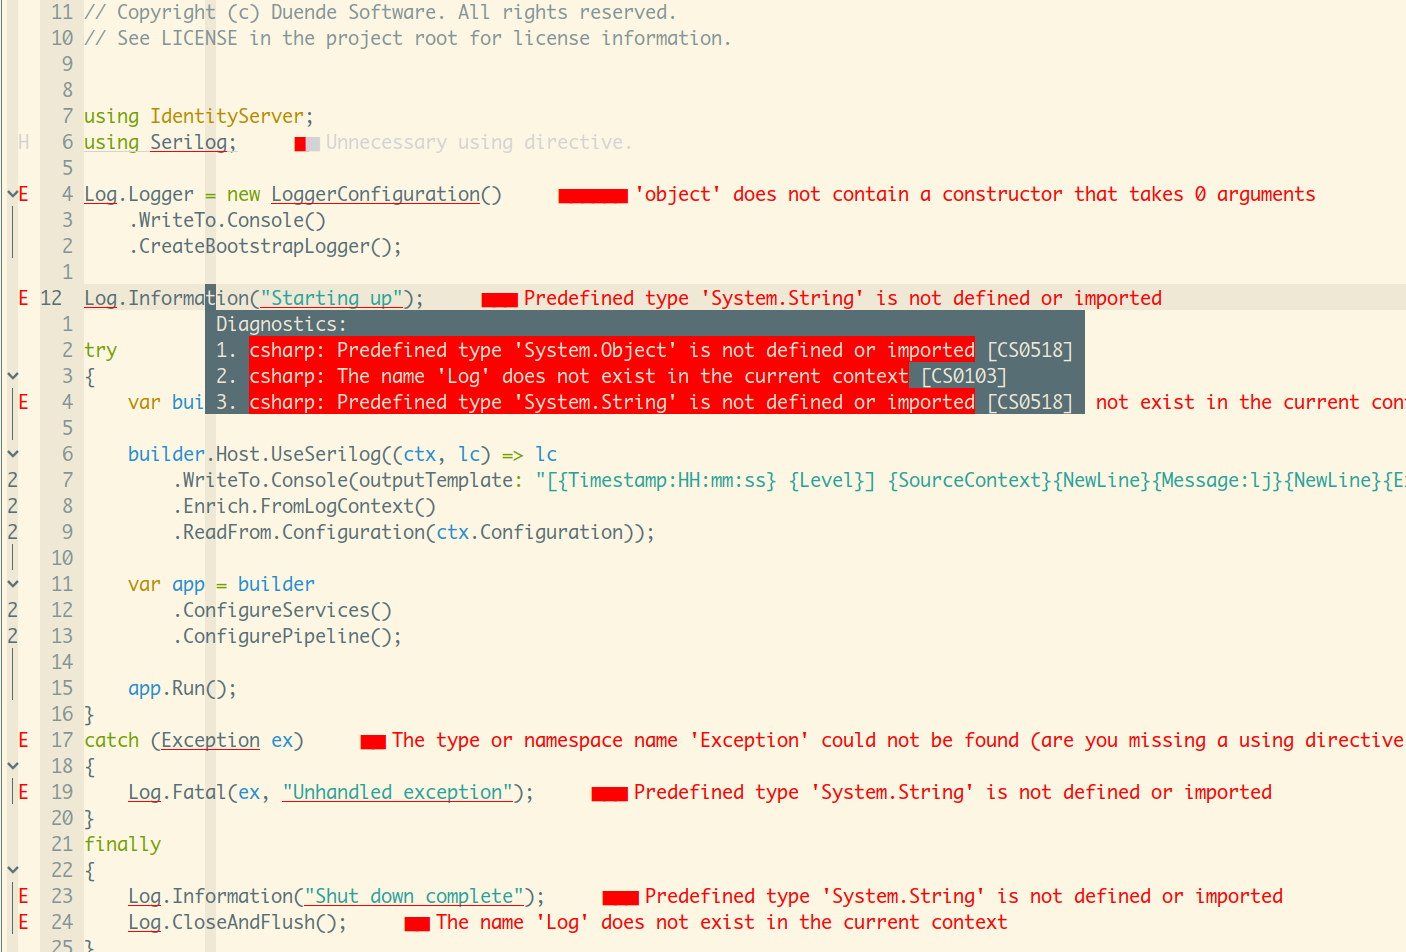 11 // Copyright (c) Duende Software. All rights reserved.
10 // See LICENSE in the project root for license information.
9
8
7 using IdentityServer;
H 6 using Serilog; Unnecessary using directive.
5
E 4 Log.Logger = new LoggerConfiguration() 'object' does not contain a constructor that takes 0 arguments
3 .WriteTo.Console()
2 .CreateBootstrapLogger();
1
E 12 Log.Information("Starting up"); Predefined type 'System.String' is not defined or imported
1 Diagnostics:
2 try 1. csharp: Predefined type 'System.Object' is not defined or imported [CS0518]
3 { 2. csharp: The name 'Log' does not exist in the current context [CS0103]
E 4 var bui 3. csharp: Predefined type 'System.String' is not defined or imported [CS0518] not exist in the current con
5
6 builder.Host.UseSerilog((ctx, lc) => lc
2 7 .WriteTo.Console(outputTemplate: "[{Timestamp:HH:mm:ss} {Level}] {SourceContext}{NewLine}{Message:lj}{NewLine}{E
2 8 .Enrich.FromLogContext()
2 9 .ReadFrom.Configuration(ctx.Configuration));
10
11 var app = builder
2 12 .ConfigureServices()
2 13 .ConfigurePipeline();
14
15 app.Run();
16 }
E 17 catch (Exception ex) The type or namespace name 'Exception' could not be found (are you missing a using directive
18 {
E 19 Log.Fatal(ex, "Unhandled exception"); Predefined type 'System.String' is not defined or imported
20 }
21 finally
22 {
E 23 Log.Information("Shut down complete"); Predefined type 'System.String' is not defined or imported
E 24 Log.CloseAndFlush(); The name 'Log' does not exist in the current context
25 }